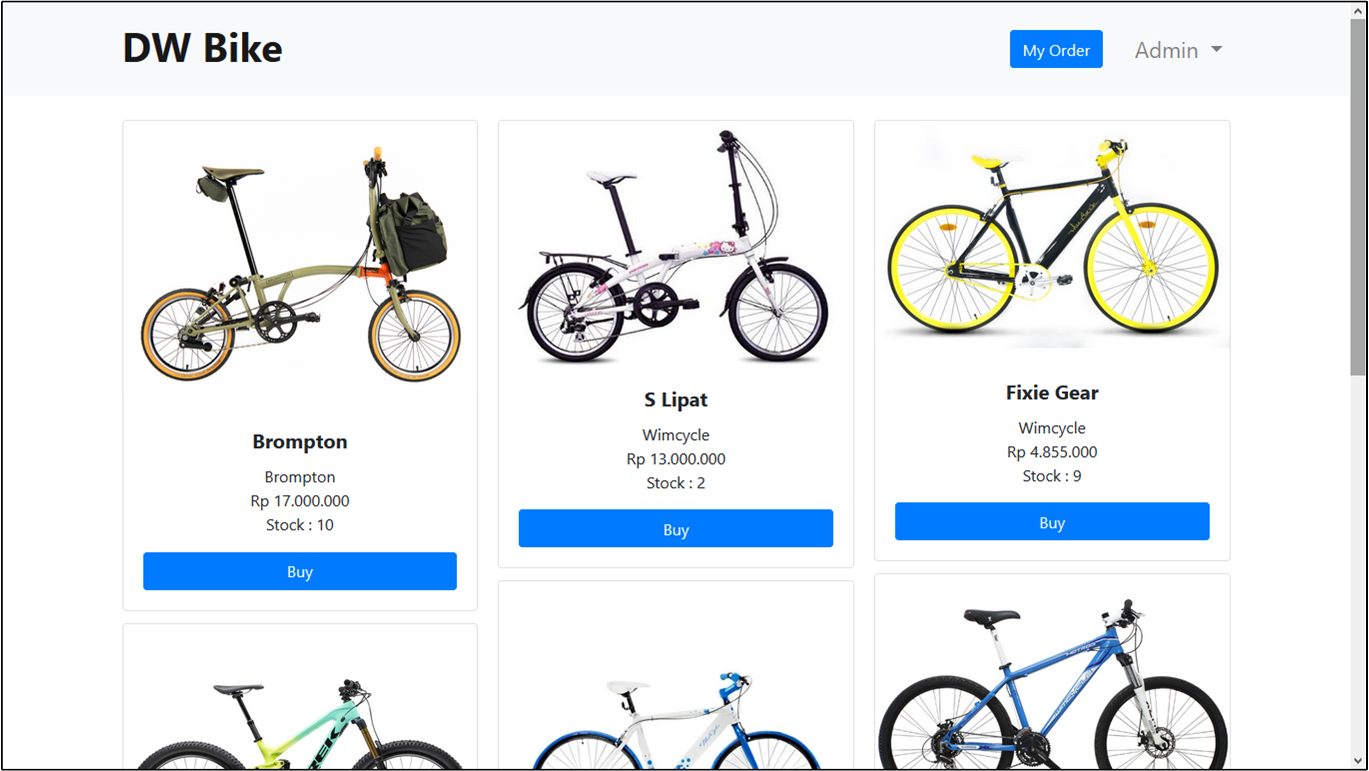 DW Bike
My Order
Admin
Brompton
Brompton
Rp 17.000.000
Stock : 10
Buy
S Lipat
Wimcycle
Rp 13.000.000
Stock : 2
Buy
Fixie Gear
Wimcycle
Rp 4.855.000
Stock : 9
Buy